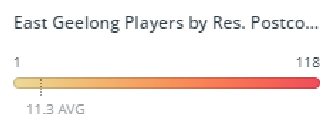 East Geelong Players by Res. Postco...
1 118
11.3 AVG